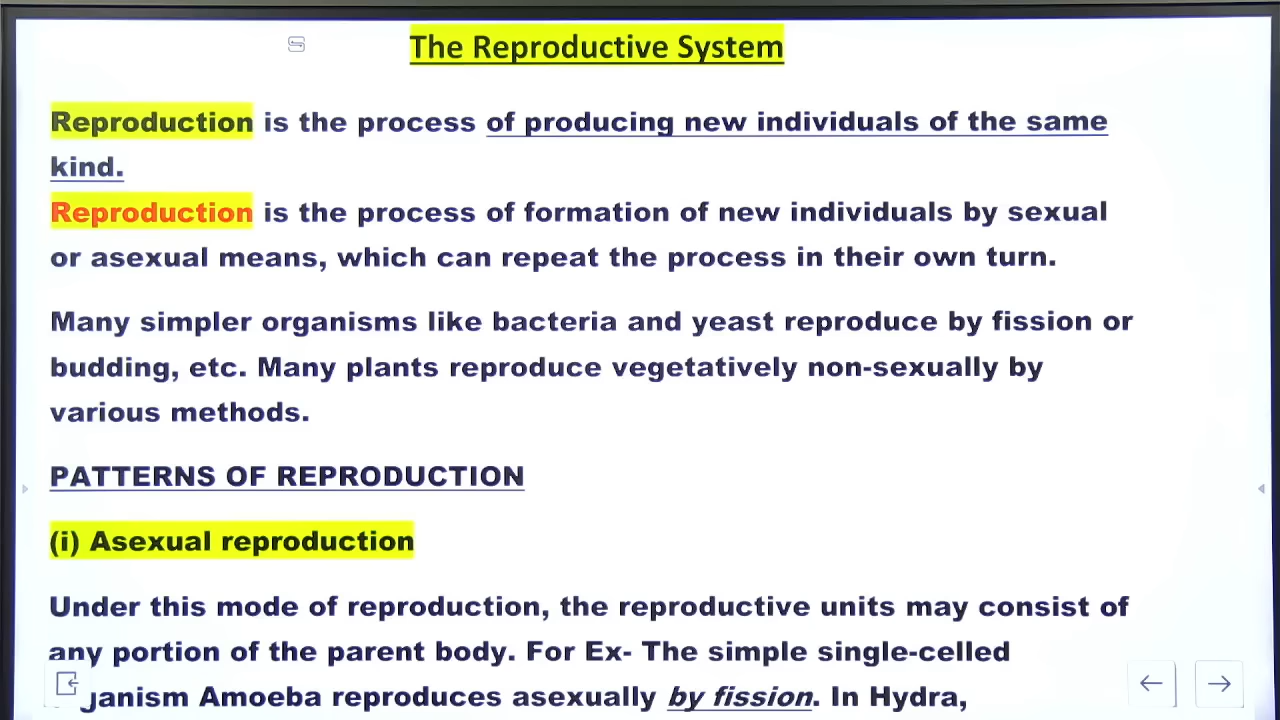 The Reproductive System
Reproduction is the process of producing new individuals of the same
kind.
Reproduction is the process of formation of new individuals by sexual
or asexual means, which can repeat the process in their own turn.
Many simpler organisms like bacteria and yeast reproduce by fission or
budding, etc. Many plants reproduce vegetatively non-sexually by
various methods.
PATTERNS OF REPRODUCTION
(i) Asexual reproduction
Under this mode of reproduction, the reproductive units may consist of
any portion of the parent body. For Ex- The simple single-celled
Amoeba reproduces asexually by fission. In Hydra,